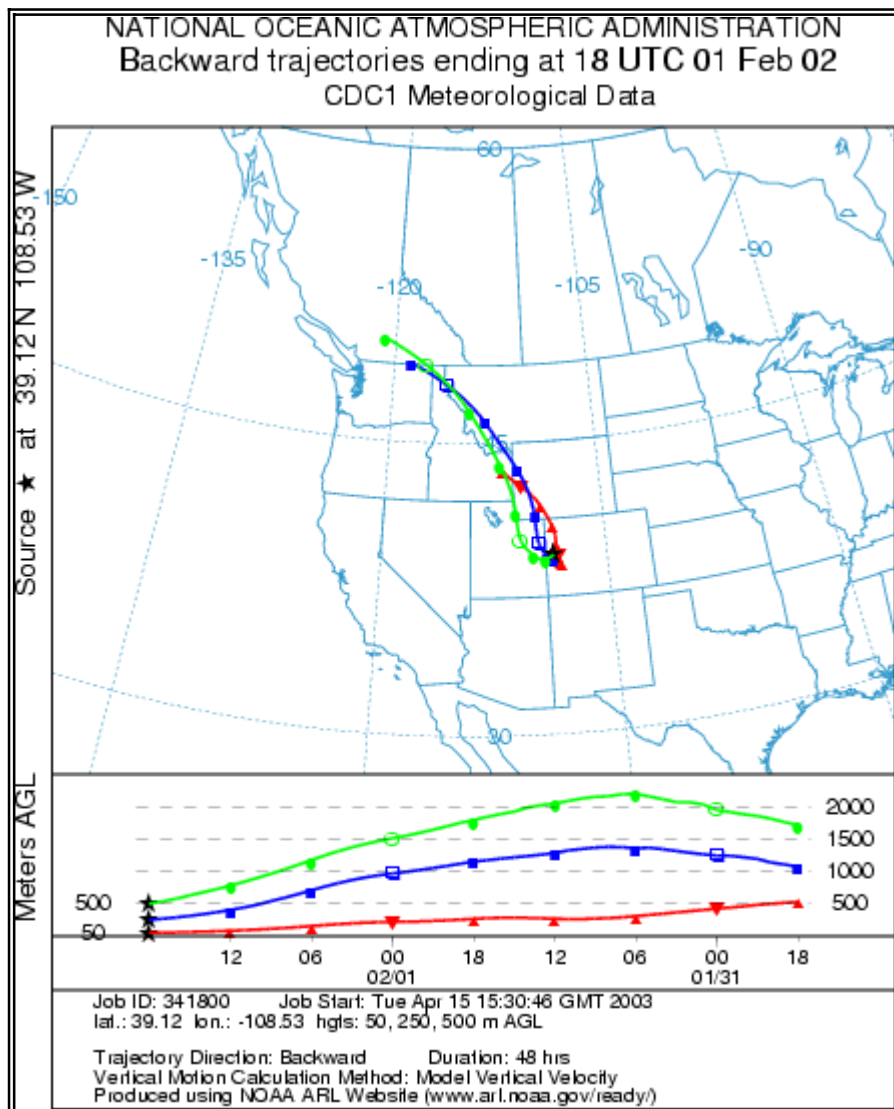 NATIONAL OCEANIC ATMOSPHERIC ADMINISTRATION
Backward trajectories ending at 18 UTC 01 Feb 02
CDC1 Meteorological Data
Source ★ at 39.12 N 108.53 W
60
-150
-135
-120
-105
-90
45
30
Meters AGL
2000
1500
1000
500 500
50
12 06 00 18 12 06 00 18
02/01 01/31
Job ID: 341800 Job Start: Tue Apr 15 15:30:46 GMT 2003
lat.: 39.12 lon.: -108.53 hgts: 50, 250, 500 m AGL
Trajectory Direction: Backward Duration: 48 hrs
Vertical Motion Calculation Method: Model Vertical Velocity
Produced using NOAA ARL Website (www.arl.noaa.gov/ready/)